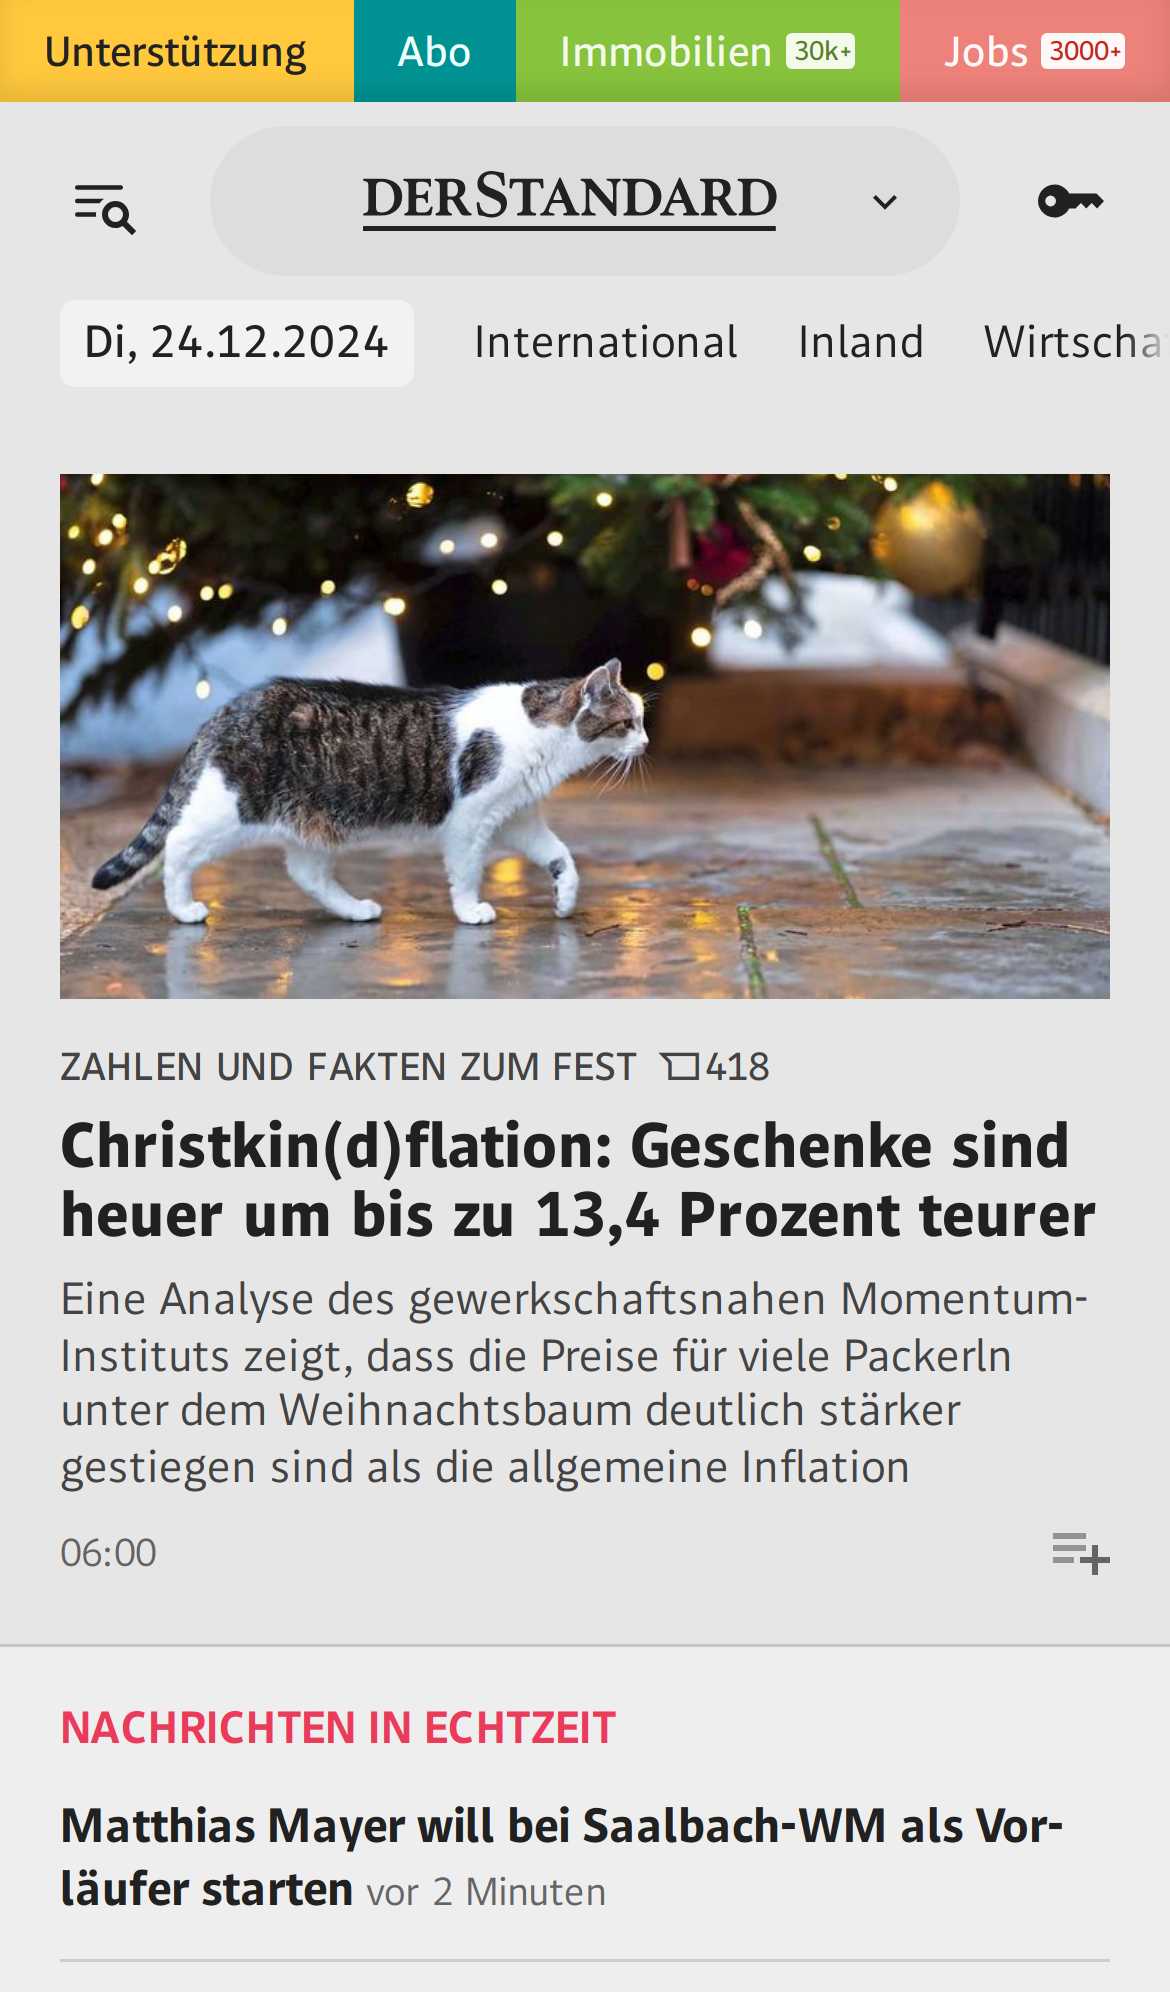 Unterstützung Abo Immobilien 30k+ Jobs 3000+
DERSTANDARD
Di, 24.12.2024 International Inland Wirtscha
ZAHLEN UND FAKTEN ZUM FEST 418
Christkin(d)flation: Geschenke sind
heuer um bis zu 13,4 Prozent teurer
Eine Analyse des gewerkschaftsnahen Momentum-
Instituts zeigt, dass die Preise für viele Packerln
unter dem Weihnachtsbaum deutlich stärker
gestiegen sind als die allgemeine Inflation
06:00
NACHRICHTEN IN ECHTZEIT
Matthias Mayer will bei Saalbach-WM als Vor-
läufer starten vor 2 Minuten